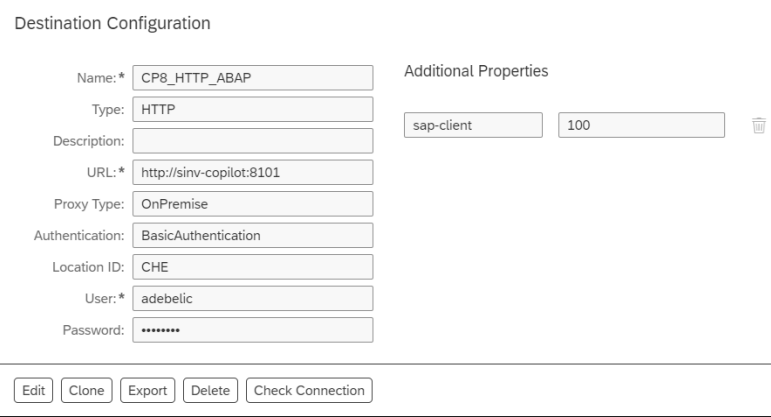 Destination Configuration
Name:* CP8_HTTP_ABAP
Type: HTTP
Description:
URL:* http://sinv-copilot:8101
Proxy Type: OnPremise
Authentication: BasicAuthentication
Location ID: CHE
User:* adebelic
Password: ••••••••
Additional Properties
sap-client 100
Edit Clone Export Delete Check Connection